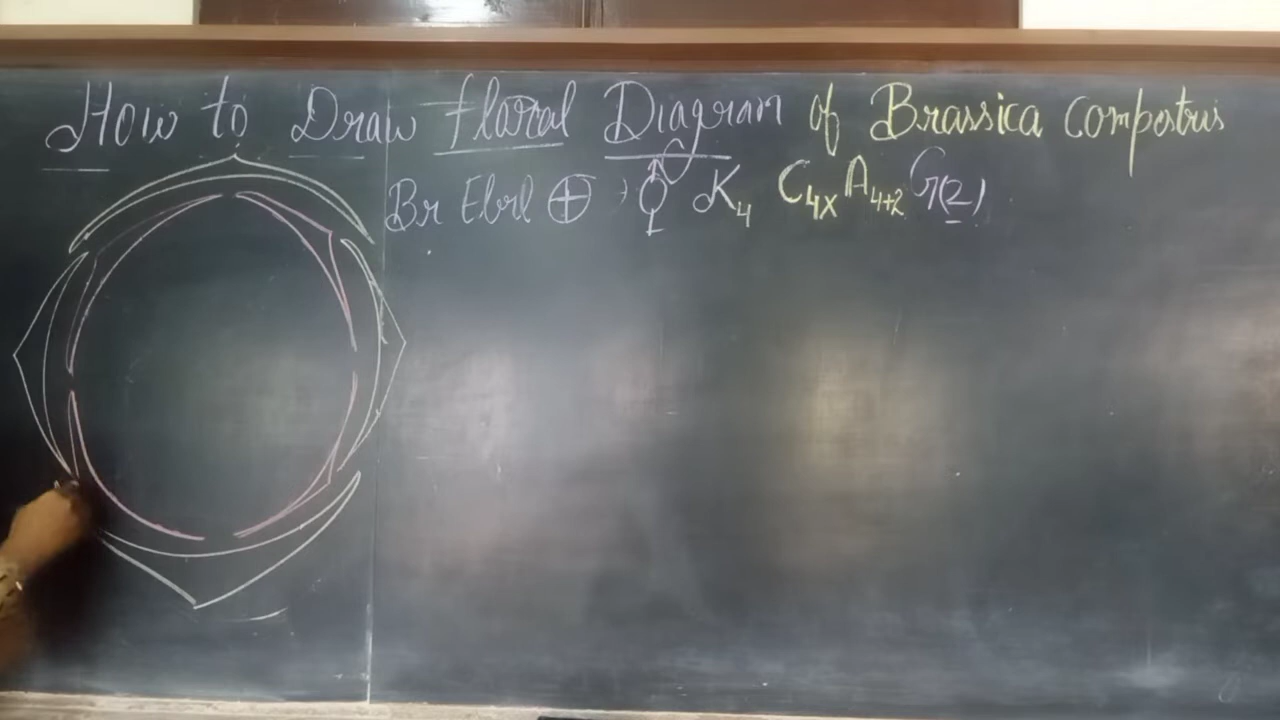 How to Draw Floral Diagram of Brassica compestris
Br Ebrl ⊕ ⚥ K₄ C₄ₓ A₄₊₂ G(2)